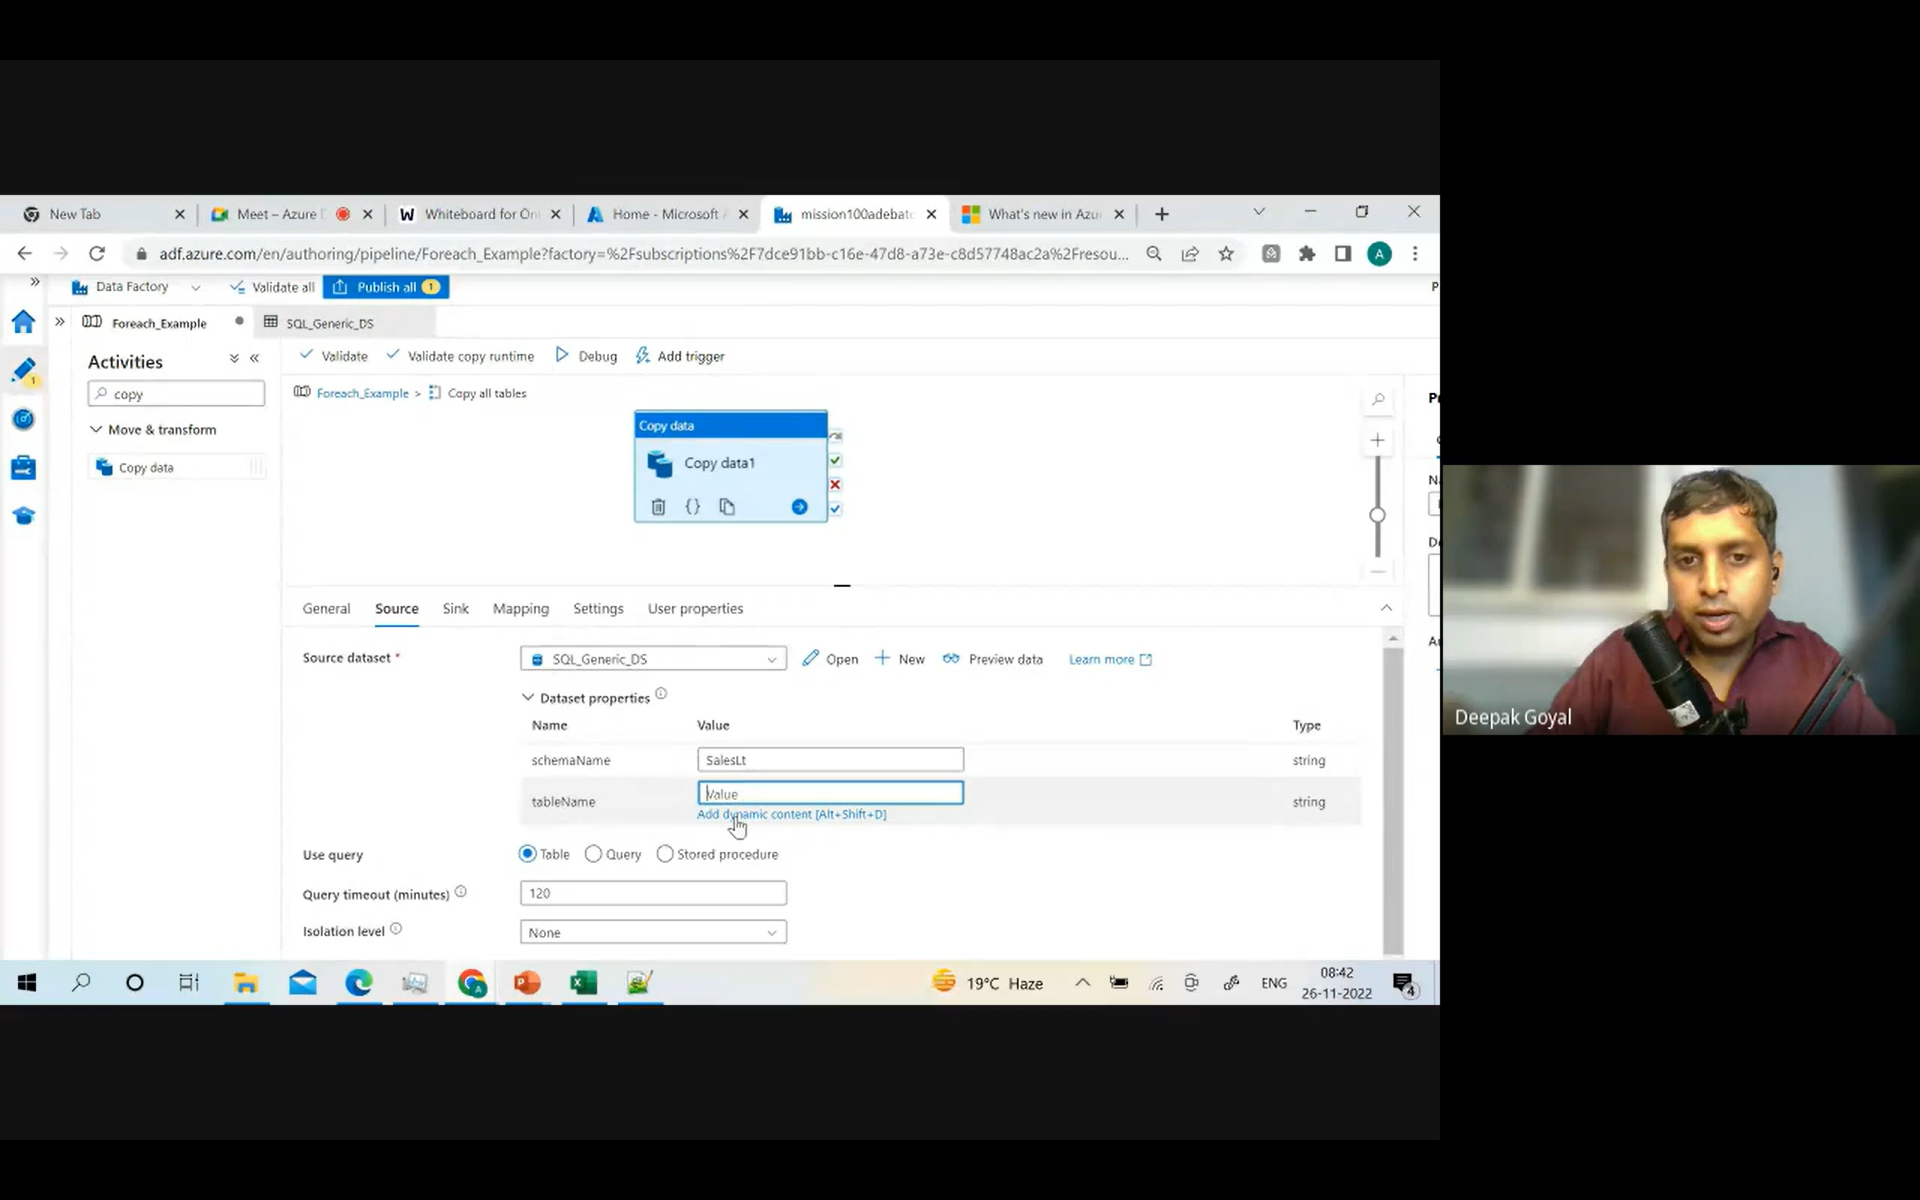 New Tab
Meet – Azure D
Whiteboard for Onl
Home - Microsoft A
mission100adebatc
What's new in Azu
adf.azure.com/en/authoring/pipeline/Foreach_Example?factory=%2Fsubscriptions%2F7dce91bb-c16e-47d8-a73e-c8d57748ac2a%2Fresou...
A
Data Factory
Validate all
Publish all 1
Foreach_Example
SQL_Generic_DS
Activities
copy
Move & transform
Copy data
1
Validate
Validate copy runtime
Debug
Add trigger
Foreach_Example > Copy all tables
Copy data
Copy data1
{}
General
Source
Sink
Mapping
Settings
User properties
Source dataset *
SQL_Generic_DS
Open
New
Preview data
Learn more
Dataset properties
Name
Value
Type
schemaName
SalesLt
string
tableName
Value
string
Add dynamic content [Alt+Shift+D]
Use query
Table
Query
Stored procedure
Query timeout (minutes)
120
Isolation level
None
19°C Haze
ENG
08:42
26-11-2022
4
Deepak Goyal